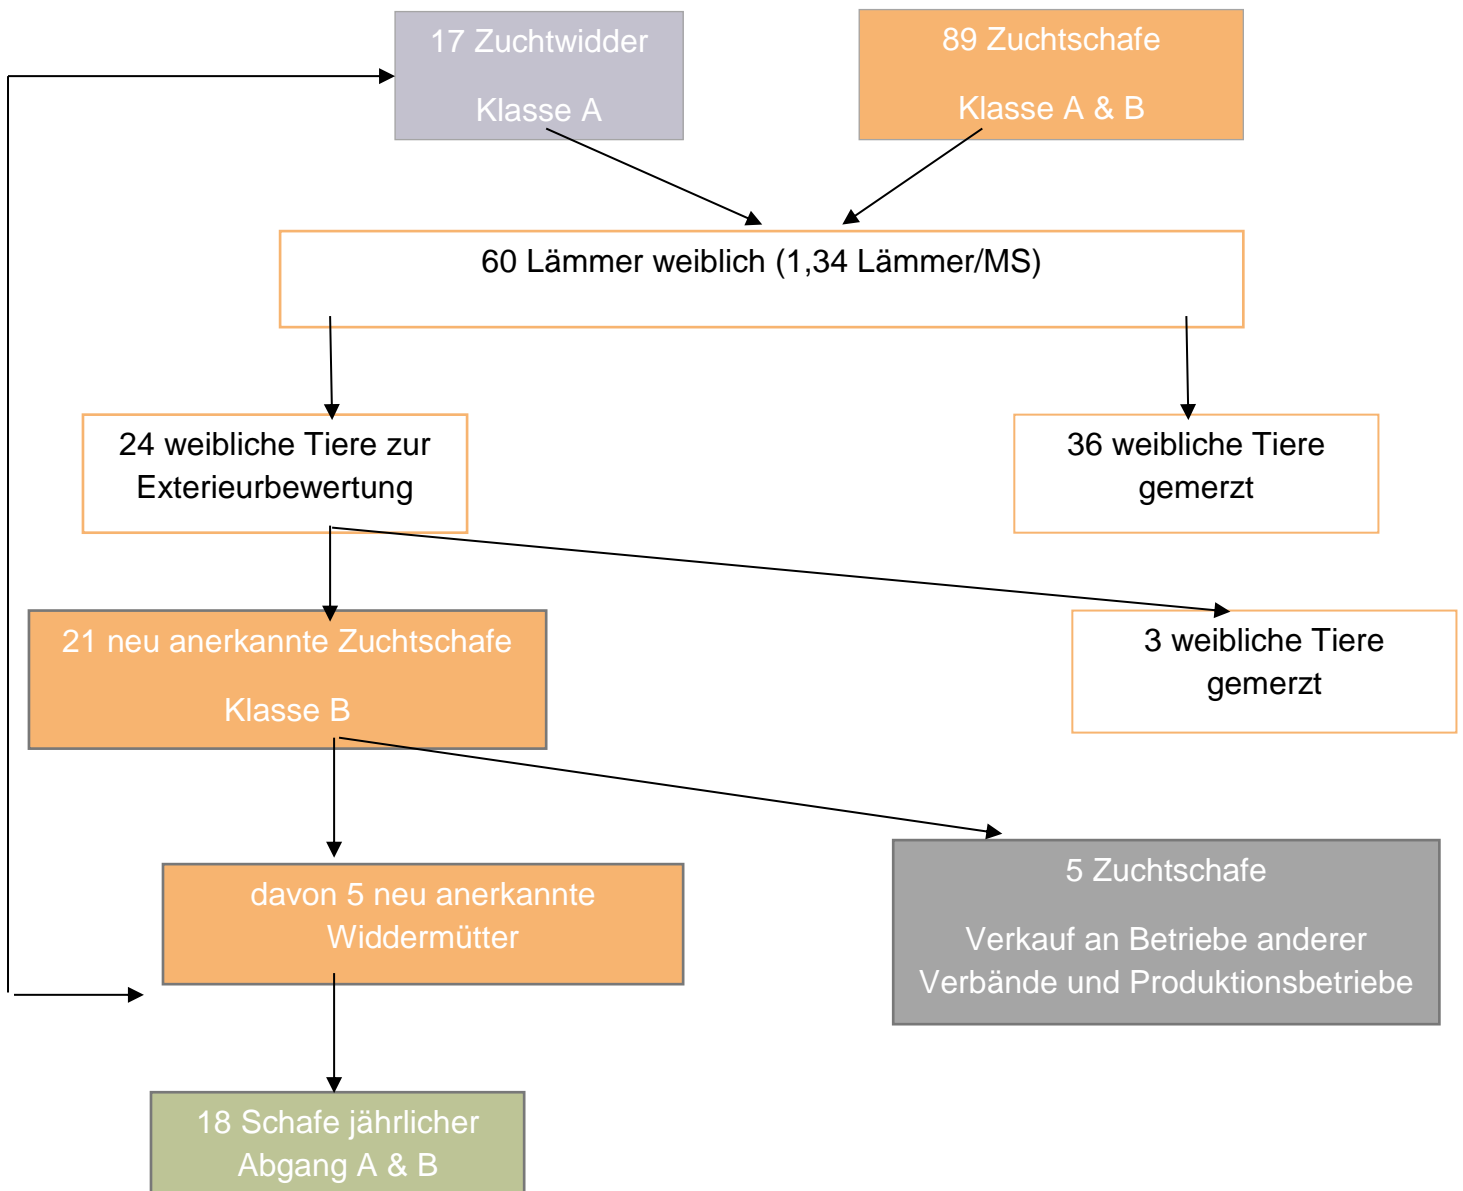 17 Zuchtwidder
Klasse A
89 Zuchtschafe
Klasse A & B
60 Lämmer weiblich (1,34 Lämmer/MS)
24 weibliche Tiere zur
Exterieurbewertung
36 weibliche Tiere
gemerzt
21 neu anerkannte Zuchtschafe
Klasse B
3 weibliche Tiere
gemerzt
davon 5 neu anerkannte
Widdermütter
5 Zuchtschafe
Verkauf an Betriebe anderer
Verbände und Produktionsbetriebe
18 Schafe jährlicher
Abgang A & B